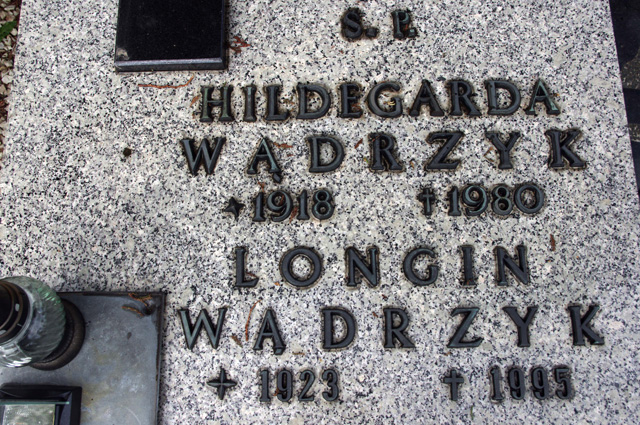 Ś. P.
HILDEGARDA
WĄDRZYK
1918 †1980
LONGIN
WĄDRZYK
1923 † 1995